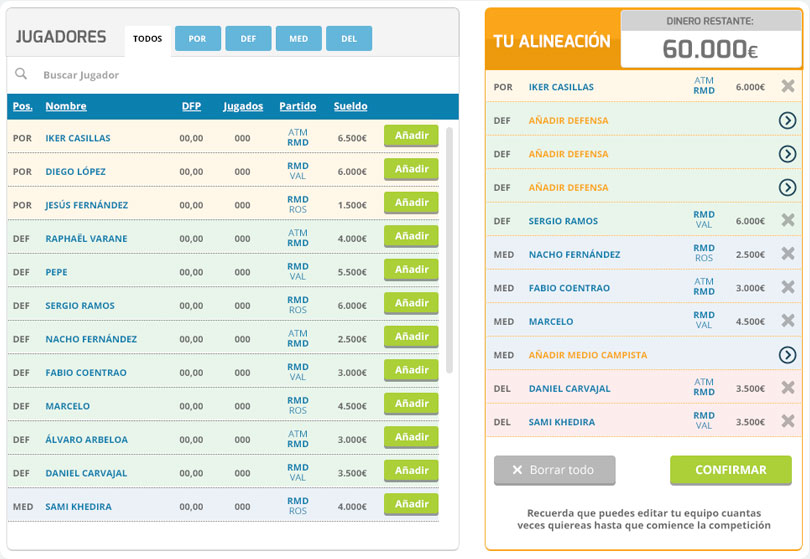 JUGADORES
TODOS POR DEF MED DEL
Buscar Jugador
Pos. Nombre DFP Jugados Partido Sueldo
POR IKER CASILLAS 00,00 000 ATM RMD 6.500€ Añadir
POR DIEGO LÓPEZ 00,00 000 RMD VAL 6.000€ Añadir
POR JESÚS FERNÁNDEZ 00,00 000 RMD ROS 1.500€ Añadir
DEF RAPHAËL VARANE 00,00 000 ATM RMD 4.000€ Añadir
DEF PEPE 00,00 000 RMD VAL 5.500€ Añadir
DEF SERGIO RAMOS 00,00 000 RMD ROS 6.000€ Añadir
DEF NACHO FERNÁNDEZ 00,00 000 ATM RMD 2.500€ Añadir
DEF FABIO COENTRAO 00,00 000 RMD VAL 3.000€ Añadir
DEF MARCELO 00,00 000 RMD ROS 4.500€ Añadir
DEF ÁLVARO ARBELOA 00,00 000 ATM RMD 3.000€ Añadir
DEF DANIEL CARVAJAL 00,00 000 RMD VAL 3.500€ Añadir
MED SAMI KHEDIRA 00,00 000 RMD ROS 4.000€ Añadir
TU ALINEACIÓN
DINERO RESTANTE:
60.000€
POR IKER CASILLAS ATM RMD 6.000€
DEF AÑADIR DEFENSA
DEF AÑADIR DEFENSA
DEF AÑADIR DEFENSA
DEF SERGIO RAMOS RMD VAL 6.000€
MED NACHO FERNÁNDEZ RMD ROS 2.500€
MED FABIO COENTRAO ATM RMD 3.000€
MED MARCELO RMD VAL 4.500€
MED AÑADIR MEDIO CAMPISTA
DEL DANIEL CARVAJAL ATM RMD 3.500€
DEL SAMI KHEDIRA RMD VAL 3.500€
Borrar todo CONFIRMAR
Recuerda que puedes editar tu equipo cuantas
veces quiereas hasta que comience la competición